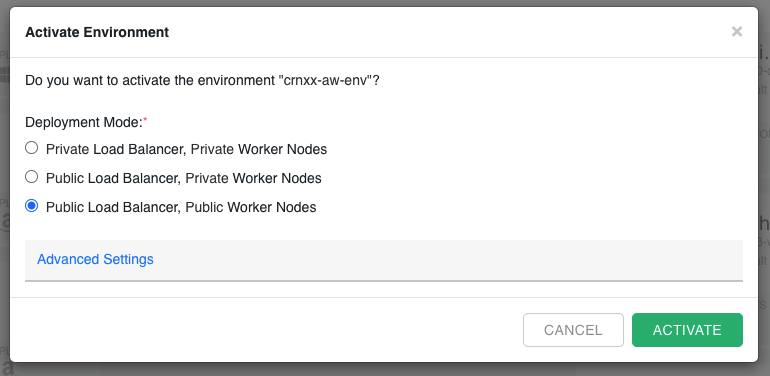 Activate Environment
×
Do you want to activate the environment "crnxx-aw-env"?
Deployment Mode:*
Private Load Balancer, Private Worker Nodes
Public Load Balancer, Private Worker Nodes
Public Load Balancer, Public Worker Nodes
Advanced Settings
CANCEL
ACTIVATE